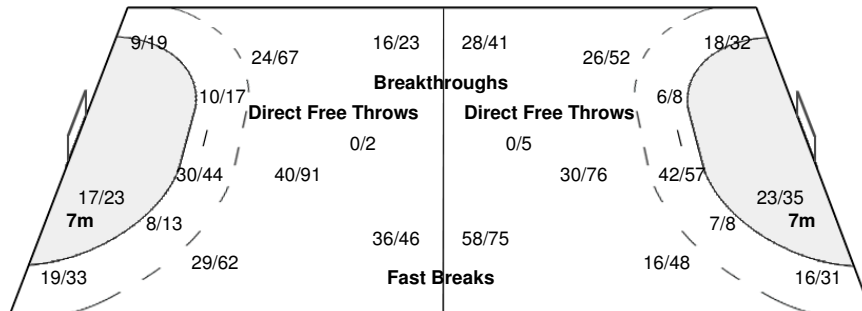 9/19 24/67 16/23 28/41 26/52 18/32
Breakthroughs
10/17 6/8
Direct Free Throws Direct Free Throws
0/2 0/5
30/44 40/91 30/76 42/57
17/23 23/35
7m 8/13 7/8 7m
36/46 58/75
19/33 29/62 16/48 16/31
Fast Breaks